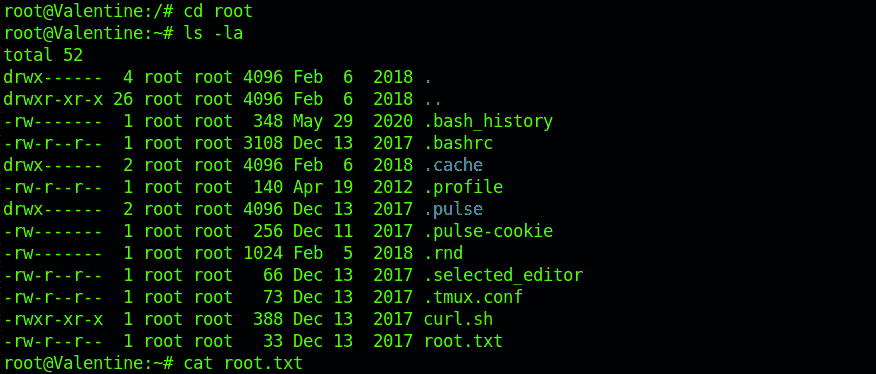 root@Valentine:/# cd root
root@Valentine:~# ls -la
total 52
drwx------  4 root root 4096 Feb  6  2018 .
drwxr-xr-x 26 root root 4096 Feb  6  2018 ..
-rw-------  1 root root  348 May 29  2020 .bash_history
-rw-r--r--  1 root root 3108 Dec 13  2017 .bashrc
drwx------  2 root root 4096 Feb  6  2018 .cache
-rw-r--r--  1 root root  140 Apr 19  2012 .profile
drwx------  2 root root 4096 Dec 13  2017 .pulse
-rw-------  1 root root  256 Dec 11  2017 .pulse-cookie
-rw-------  1 root root 1024 Feb  5  2018 .rnd
-rw-r--r--  1 root root   66 Dec 13  2017 .selected_editor
-rw-r--r--  1 root root   73 Dec 13  2017 .tmux.conf
-rwxr-xr-x  1 root root  388 Dec 13  2017 curl.sh
-rw-r--r--  1 root root   33 Dec 13  2017 root.txt
root@Valentine:~# cat root.txt